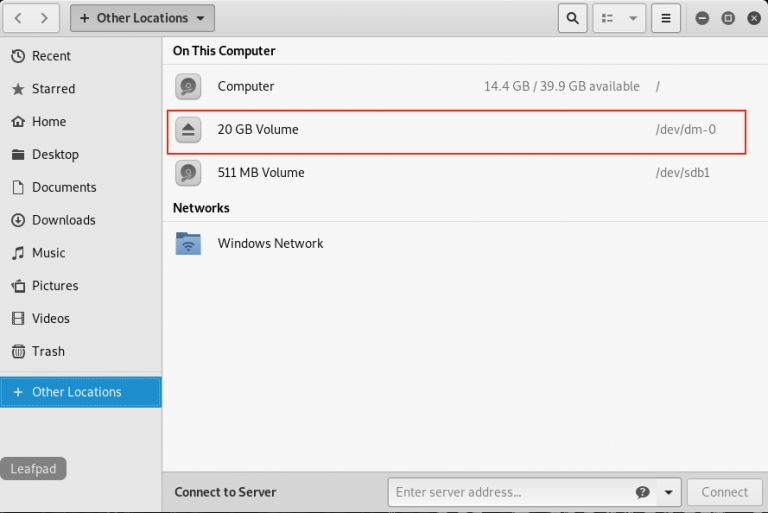 + Other Locations
Recent
Starred
Home
Desktop
Documents
Downloads
Music
Pictures
Videos
Trash
+ Other Locations
Leafpad
On This Computer
Computer 14.4 GB / 39.9 GB available /
20 GB Volume /dev/dm-0
511 MB Volume /dev/sdb1
Networks
Windows Network
Connect to Server Enter server address... ? Connect